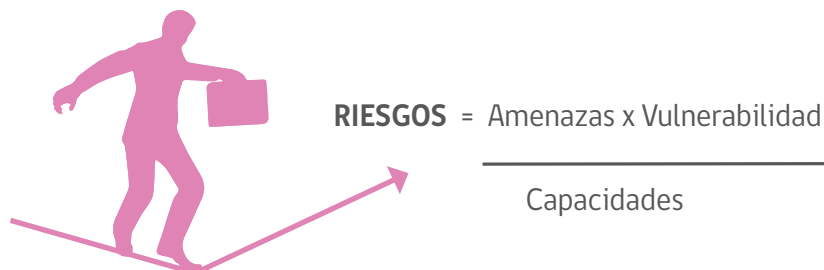 RIESGOS = Amenazas x Vulnerabilidad
Capacidades